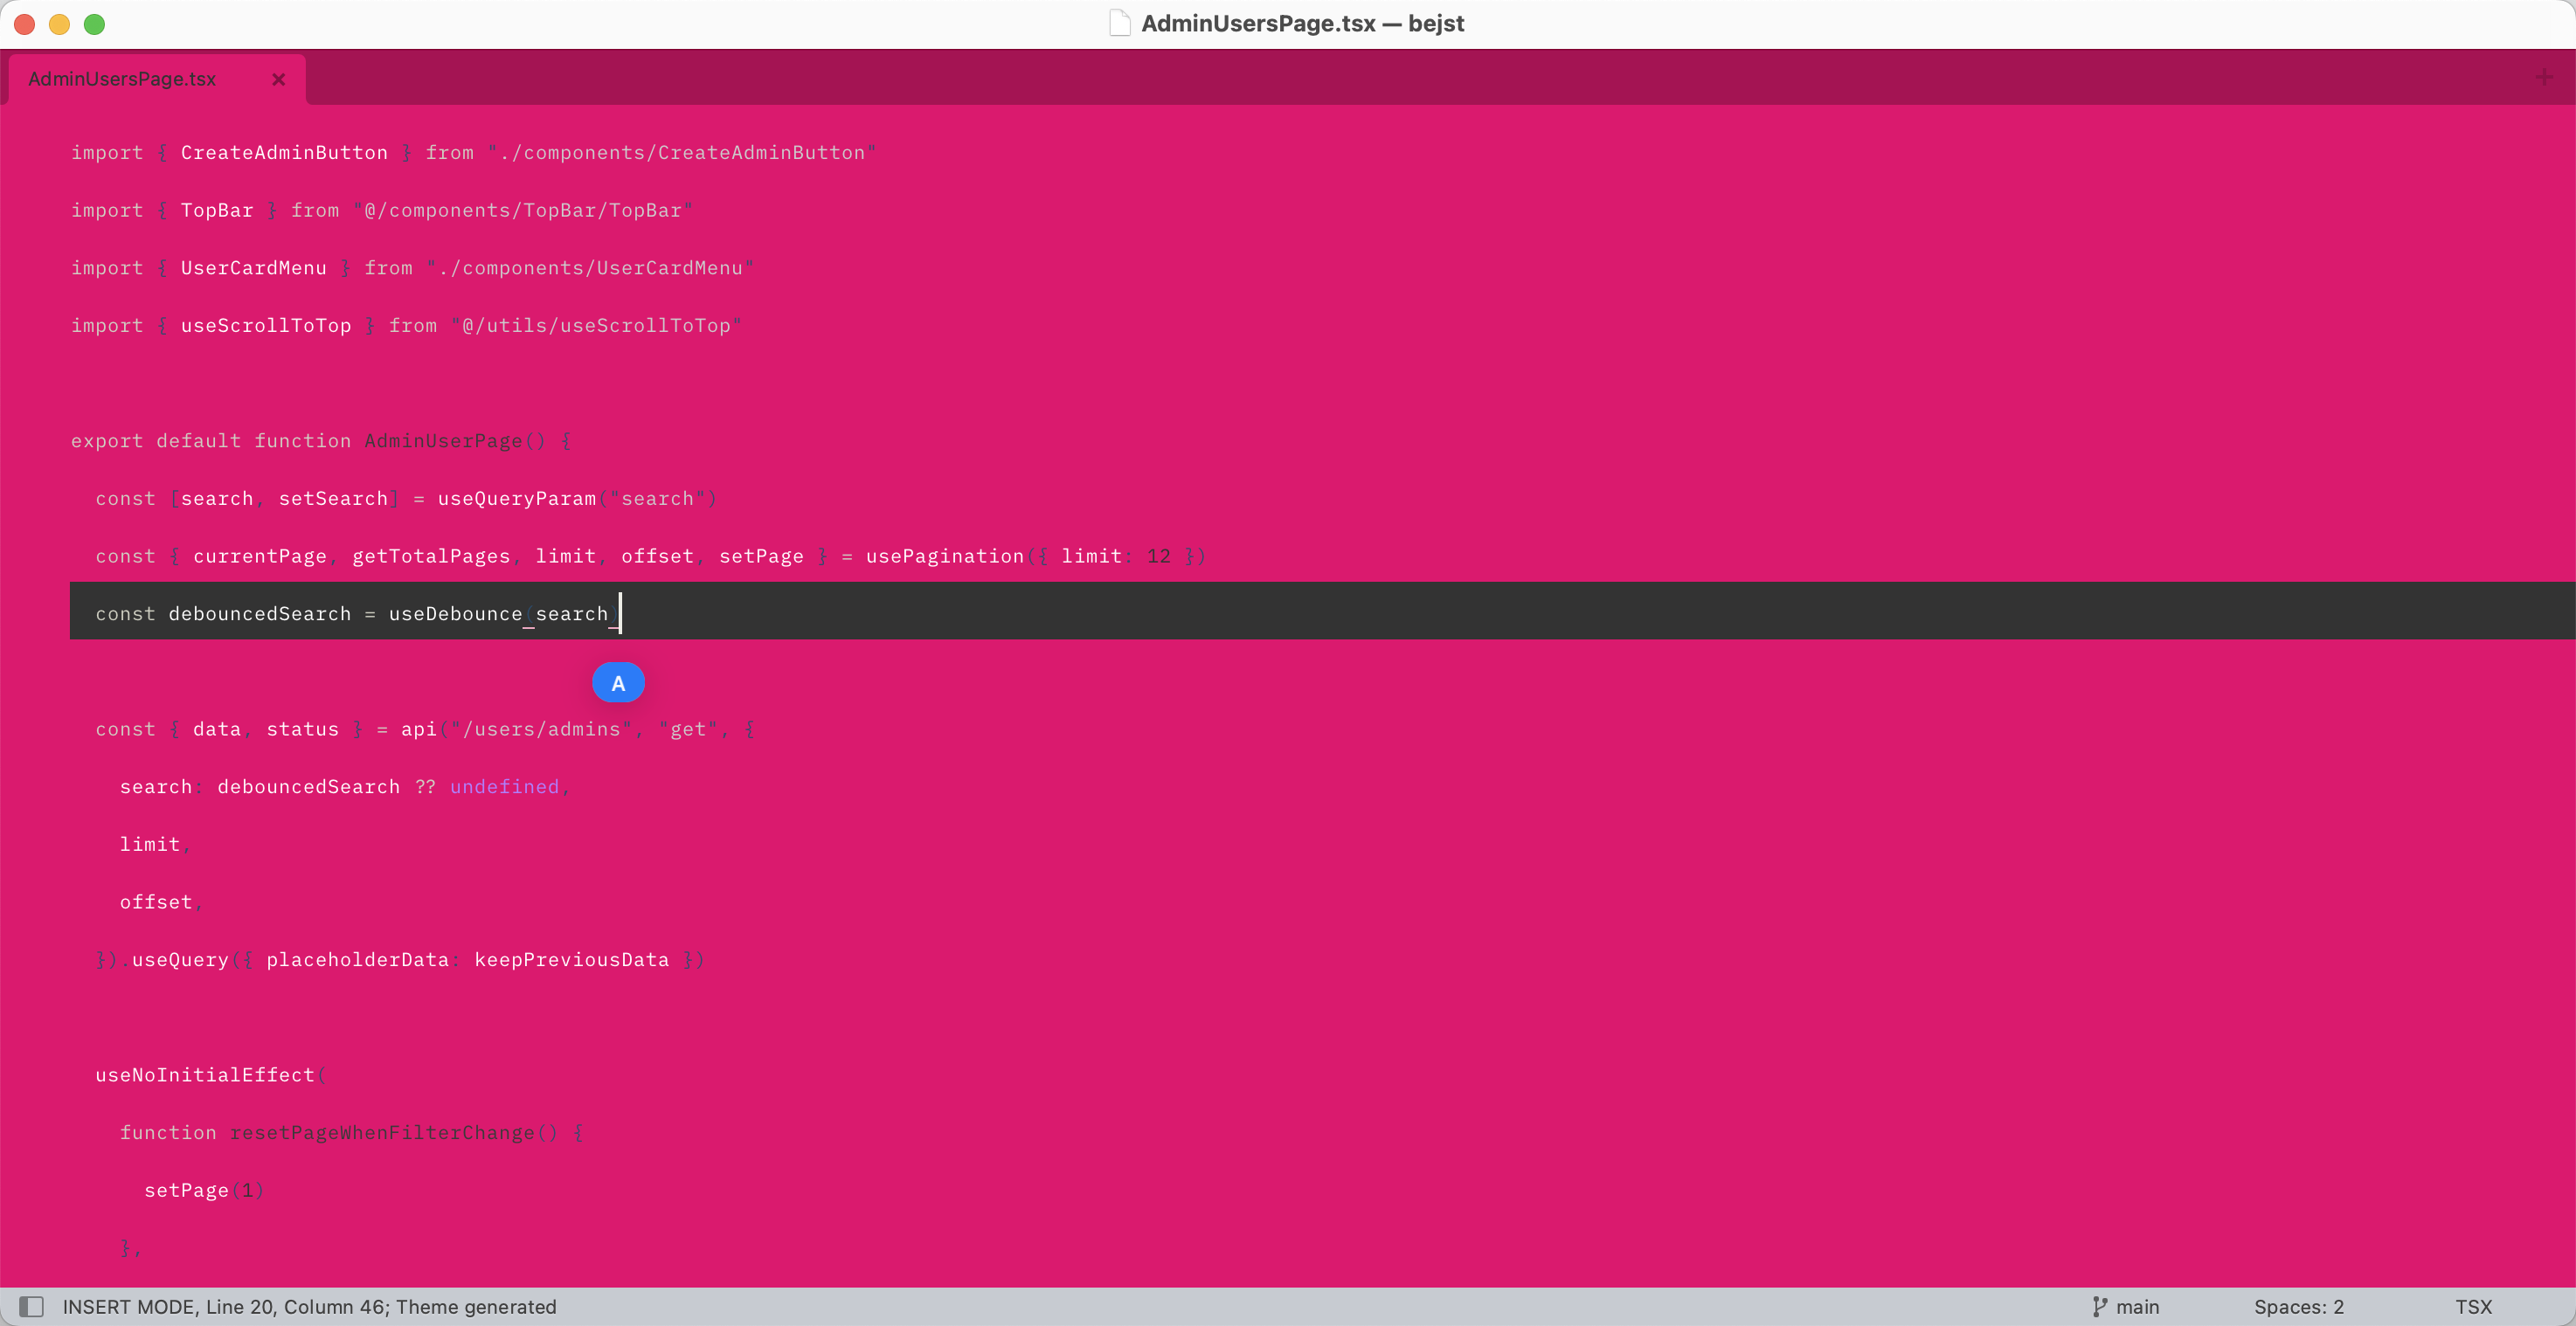 AdminUsersPage.tsx — bejst
AdminUsersPage.tsx
import { CreateAdminButton } from "./components/CreateAdminButton"
import { TopBar } from "@/components/TopBar/TopBar"
import { UserCardMenu } from "./components/UserCardMenu"
import { useScrollToTop } from "@/utils/useScrollToTop"
export default function AdminUserPage() {
const [search, setSearch] = useQueryParam("search")
const { currentPage, getTotalPages, limit, offset, setPage } = usePagination({ limit: 12 })
const debouncedSearch = useDebounce(search)
A
const { data, status } = api("/users/admins", "get", {
search: debouncedSearch ?? undefined,
limit,
offset,
}).useQuery({ placeholderData: keepPreviousData })
useNoInitialEffect(
function resetPageWhenFilterChange() {
setPage(1)
},
INSERT MODE, Line 20, Column 46; Theme generated
main
Spaces: 2
TSX